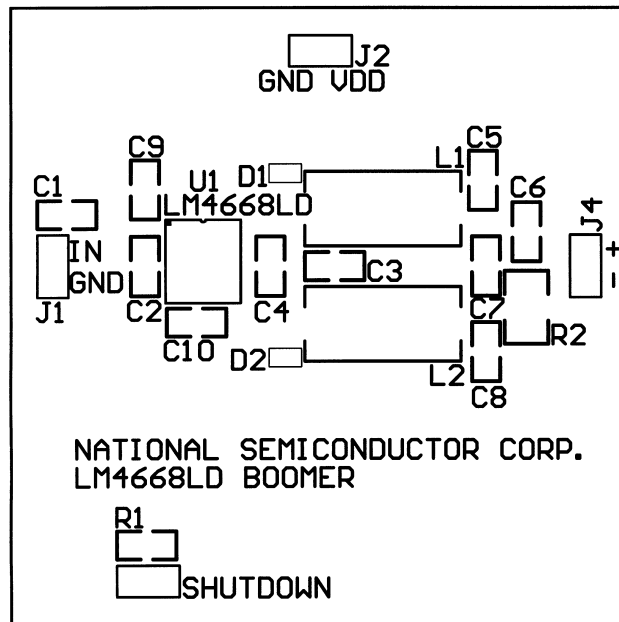 J2
GND VDD
C9
C5
D1
L1
U1
C1
C6
LM4668LD
J4
IN
+
GND
C3
-
J1
C2
C4
C7
C10
R2
D2
L2
C8
NATIONAL SEMICONDUCTOR CORP.
LM4668LD BOOMER
R1
SHUTDOWN